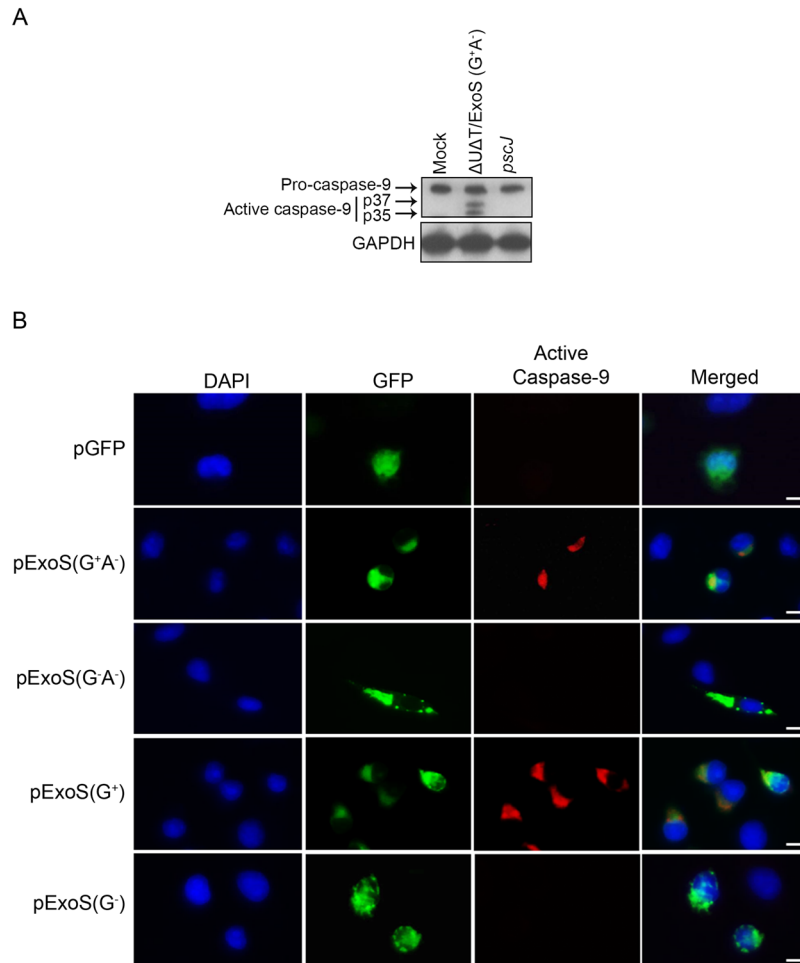 A
Mock
ΔUΔT/ExoS (G⁺A⁻)
pscJ
Pro-caspase-9
Active caspase-9
p37
p35
GAPDH
B
DAPI
GFP
Active
Caspase-9
Merged
pGFP
pExoS(G⁺A⁻)
pExoS(G⁻A⁻)
pExoS(G⁺)
pExoS(G⁻)